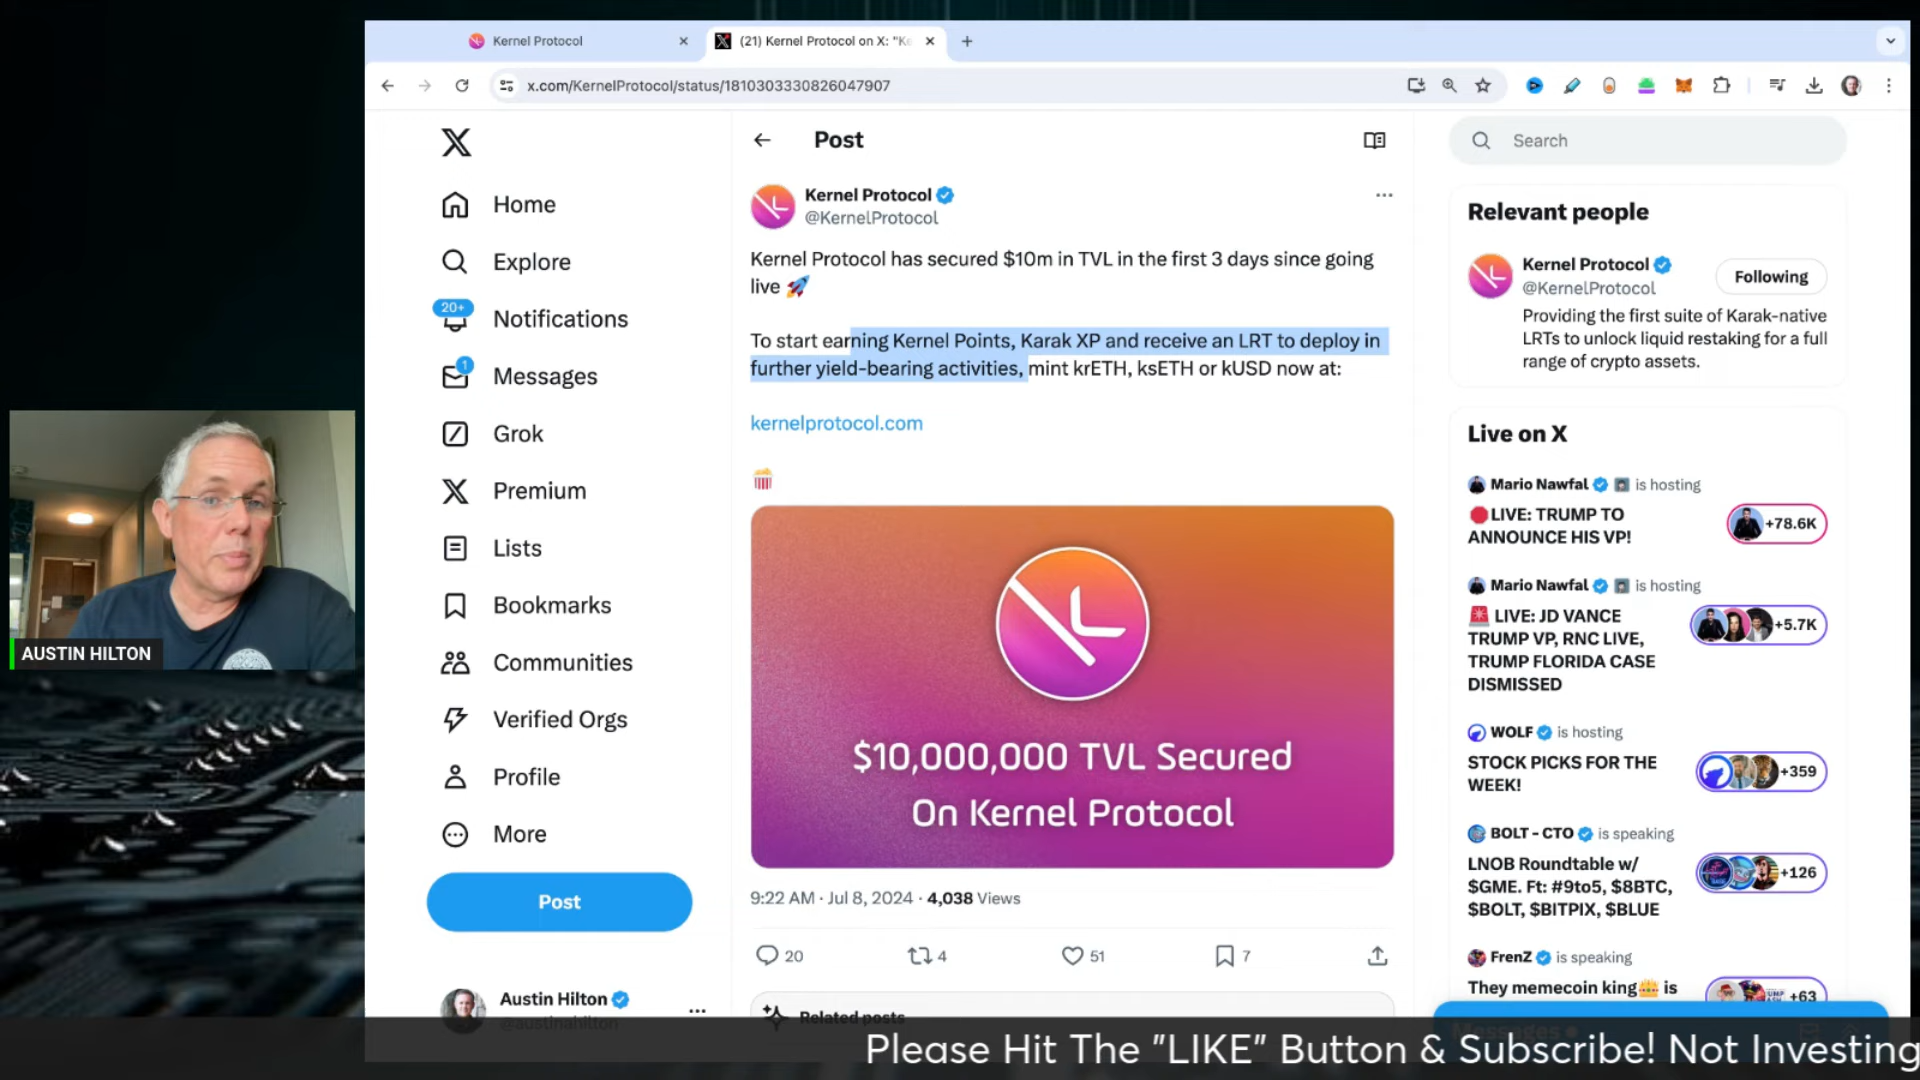 Kernel Protocol
(21) Kernel Protocol on X: "Ke
x.com/KernelProtocol/status/1810303330826047907
Home
Explore
20+
Notifications
1
Messages
Grok
Premium
Lists
Bookmarks
Communities
Verified Orgs
Profile
More
Post
Austin Hilton
@austinahilton
Post
Kernel Protocol
@KernelProtocol
Kernel Protocol has secured $10m in TVL in the first 3 days since going
live 🚀
To start earning Kernel Points, Karak XP and receive an LRT to deploy in
further yield-bearing activities, mint krETH, ksETH or kUSD now at:
kernelprotocol.com
🍿
$10,000,000 TVL Secured
On Kernel Protocol
9:22 AM · Jul 8, 2024 · 4,038 Views
20
4
51
7
Related posts
Search
Relevant people
Kernel Protocol
@KernelProtocol
Following
Providing the first suite of Karak-native
LRTs to unlock liquid restaking for a full
range of crypto assets.
Live on X
Mario Nawfal is hosting
🛑LIVE: TRUMP TO
ANNOUNCE HIS VP!
+78.6K
Mario Nawfal is hosting
🚨 LIVE: JD VANCE
TRUMP VP, RNC LIVE,
TRUMP FLORIDA CASE
DISMISSED
+5.7K
WOLF is hosting
STOCK PICKS FOR THE
WEEK!
+359
BOLT - CTO is speaking
LNOB Roundtable w/
$GME. Ft: #9to5, $8BTC,
$BOLT, $BITPIX, $BLUE
+126
FrenZ is speaking
They memecoin king👑 is
+63
Messages
AUSTIN HILTON
Please Hit The "LIKE" Button & Subscribe! Not Investing